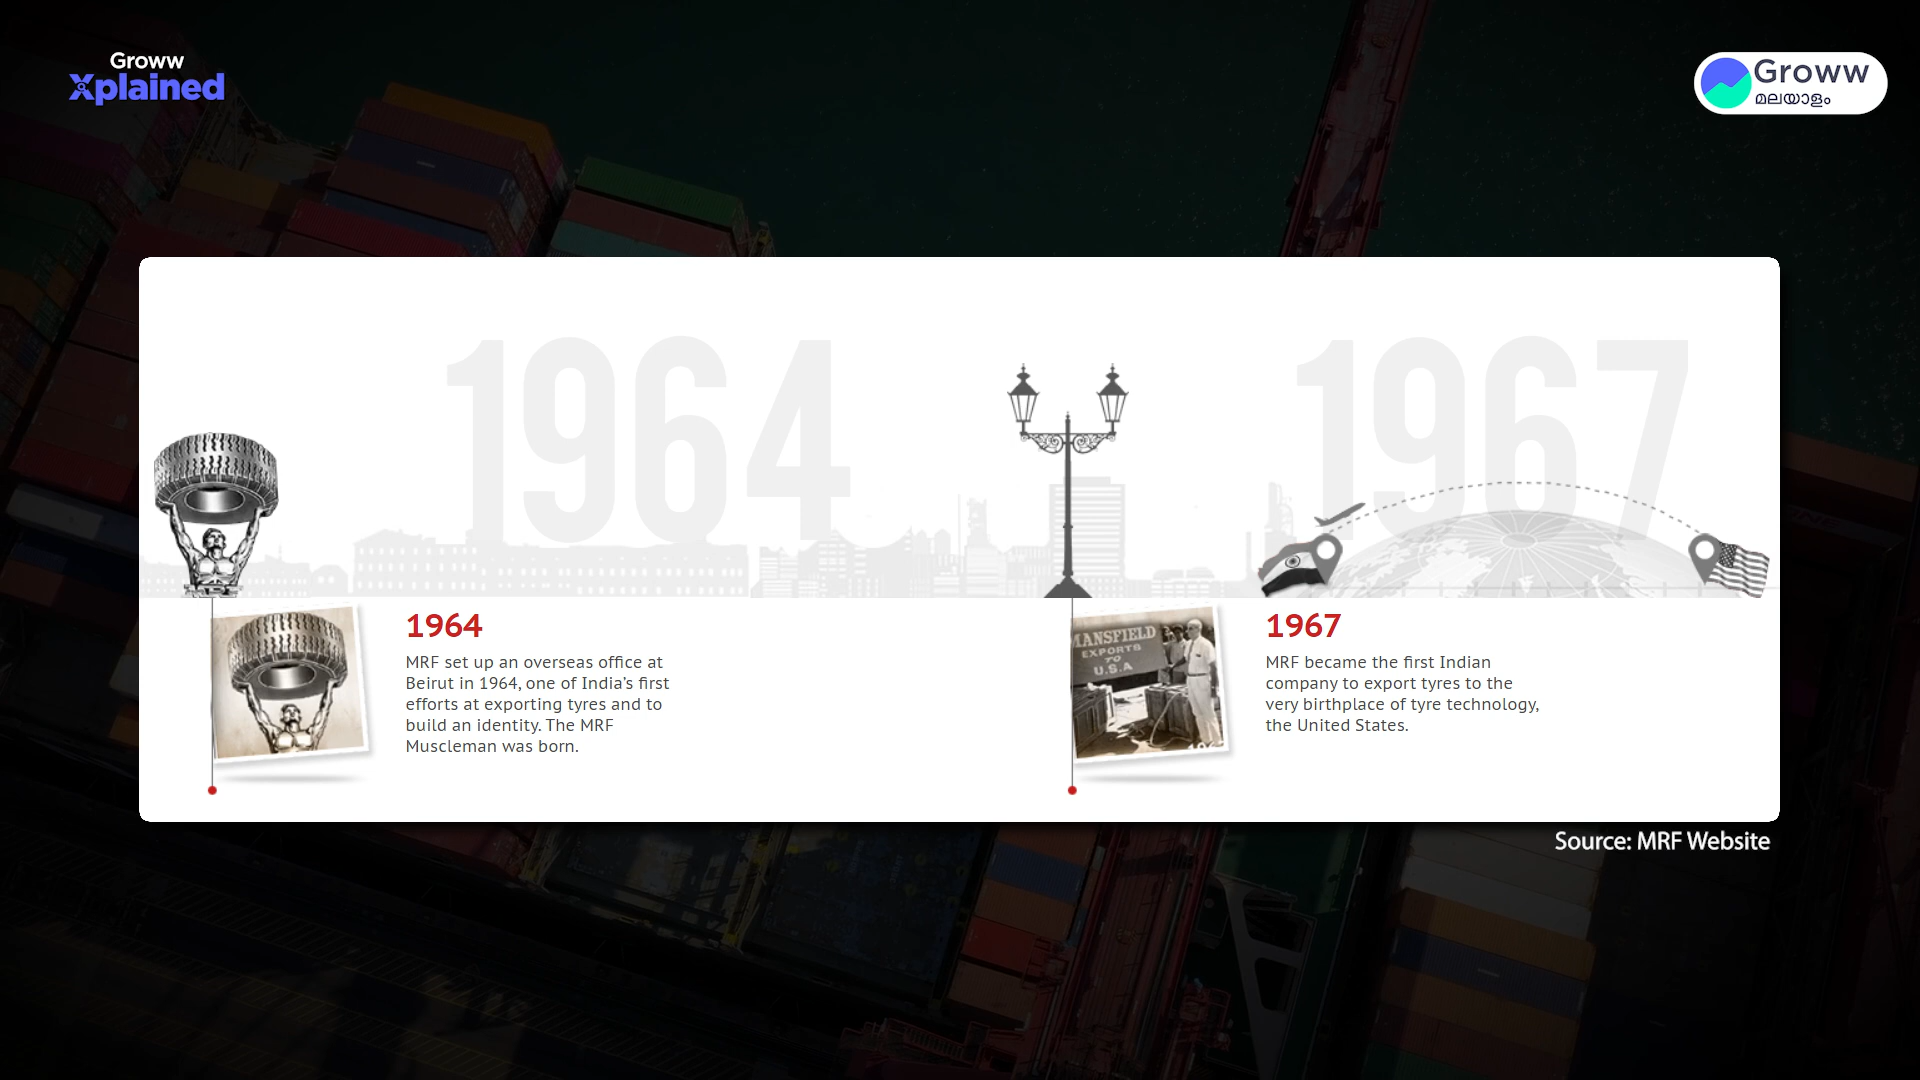 Groww
Xplained
Groww
മലയാളം
1964
1967
MRF
1964
MRF set up an overseas office at
Beirut in 1964, one of India's first
efforts at exporting tyres and to
build an identity. The MRF
Muscleman was born.
MANSFIELD
EXPORTS
TO
U.S.A
1967
MRF became the first Indian
company to export tyres to the
very birthplace of tyre technology,
the United States.
Source: MRF Website